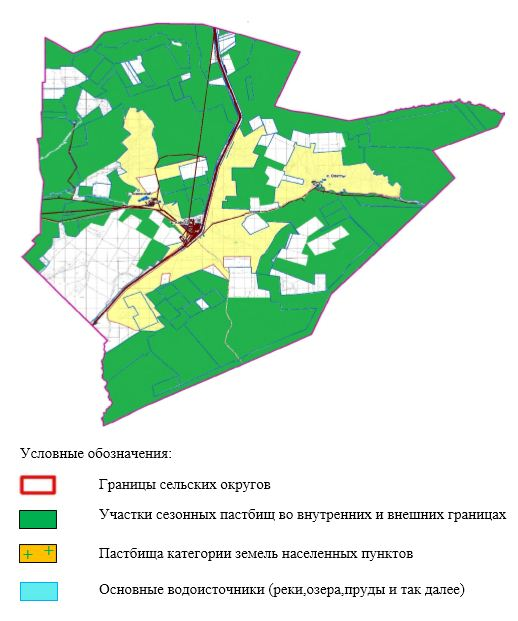 Условные обозначения:
Границы сельских округов
Участки сезонных пастбищ во внутренних и внешних границах
Пастбища категории земель населенных пунктов
Основные водоисточники (реки,озера,пруды и так далее)